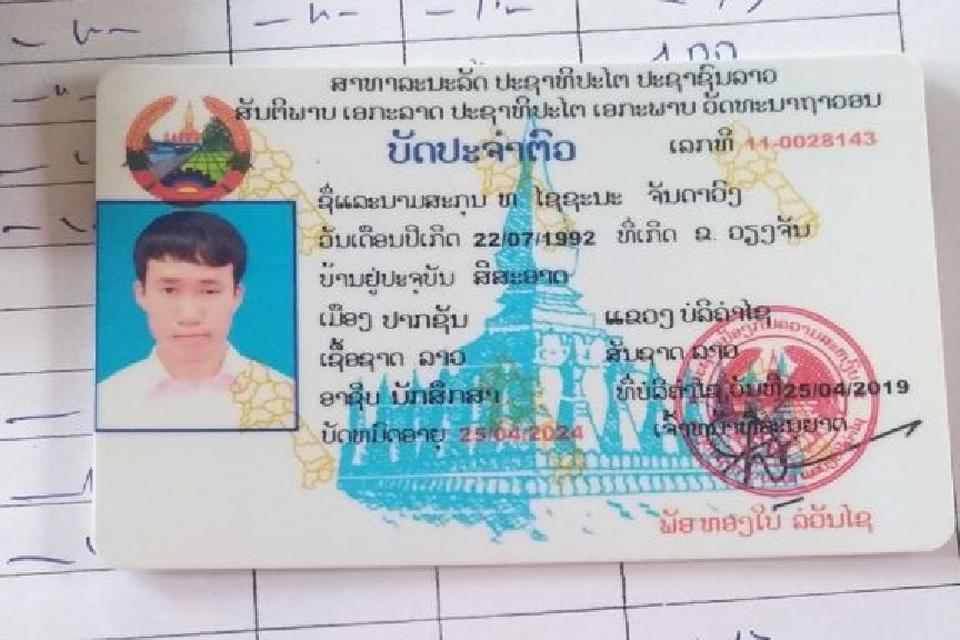 ສາທາລະນະລັດ ປະຊາທິປະໄຕ ປະຊາຊົນລາວ
ສັນຕິພາບ ເອກະລາດ ປະຊາທິປະໄຕ ເອກະພາບ ວັດທະນາຖາວອນ
ບັດປະຈຳຕົວ ເລກທີ 11-0028143
ຊື່ແລະນາມສະກຸນ ທ ໄຊຊະນະ ຈັນດາວົງ
ວັນເດືອນປີເກີດ 22/07/1992 ທີ່ເກີດ ຂ. ວຽງຈັນ
ບ້ານຢູ່ປະຈຸບັນ ສີສະອາດ
ເມືອງ ປາກຊັນ ແຂວງ ບໍລິຄຳໄຊ
ເຊື້ອຊາດ ລາວ ສັນຊາດ ລາວ
ອາຊີບ ນັກສຶກສາ ທີ່ບໍລິຄຳໄຊ ວັນທີ 25/04/2019
ບັດຫມົດອາຍຸ 25/04/2024 ເຈົ້າຫນ້າທີ່ອະນຸຍາດ
ພັອ ທອງໃບ ລໍວັນໄຊ